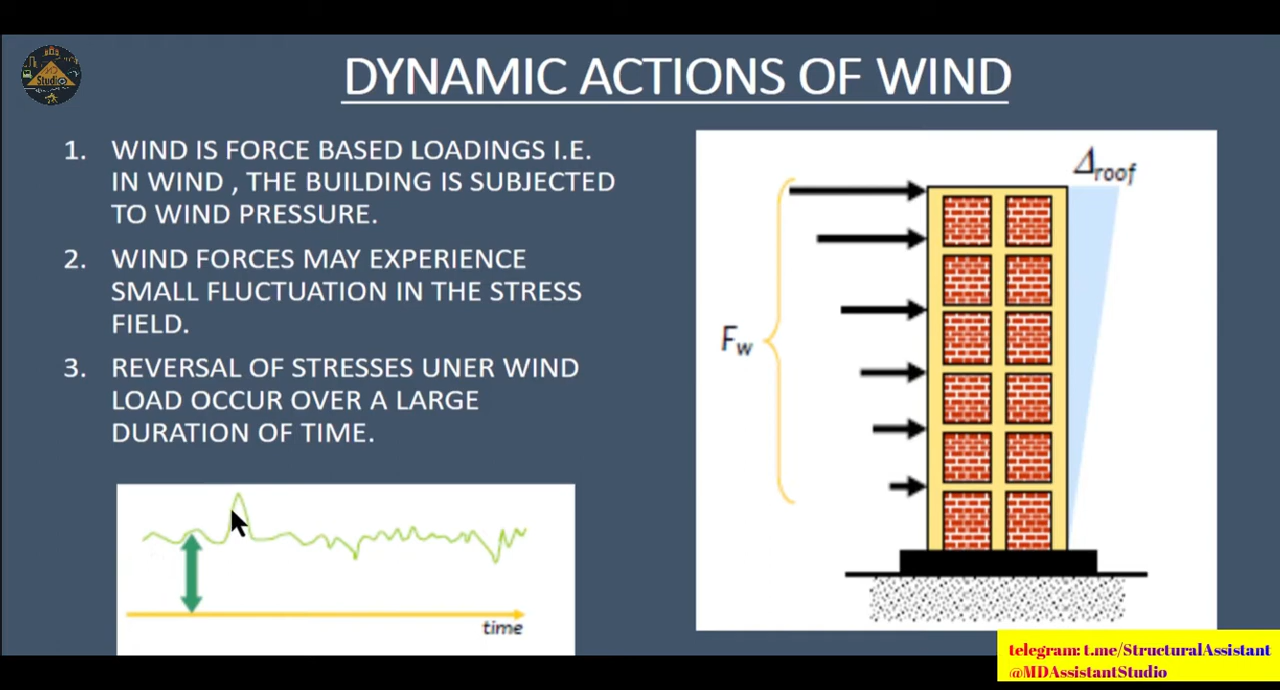 Studio
DYNAMIC ACTIONS OF WIND
1. WIND IS FORCE BASED LOADINGS I.E.
IN WIND , THE BUILDING IS SUBJECTED
TO WIND PRESSURE.
2. WIND FORCES MAY EXPERIENCE
SMALL FLUCTUATION IN THE STRESS
FIELD.
3. REVERSAL OF STRESSES UNER WIND
LOAD OCCUR OVER A LARGE
DURATION OF TIME.
time
Δroof
Fw
telegram: t.me/StructuralAssistant
@MDAssistantStudio